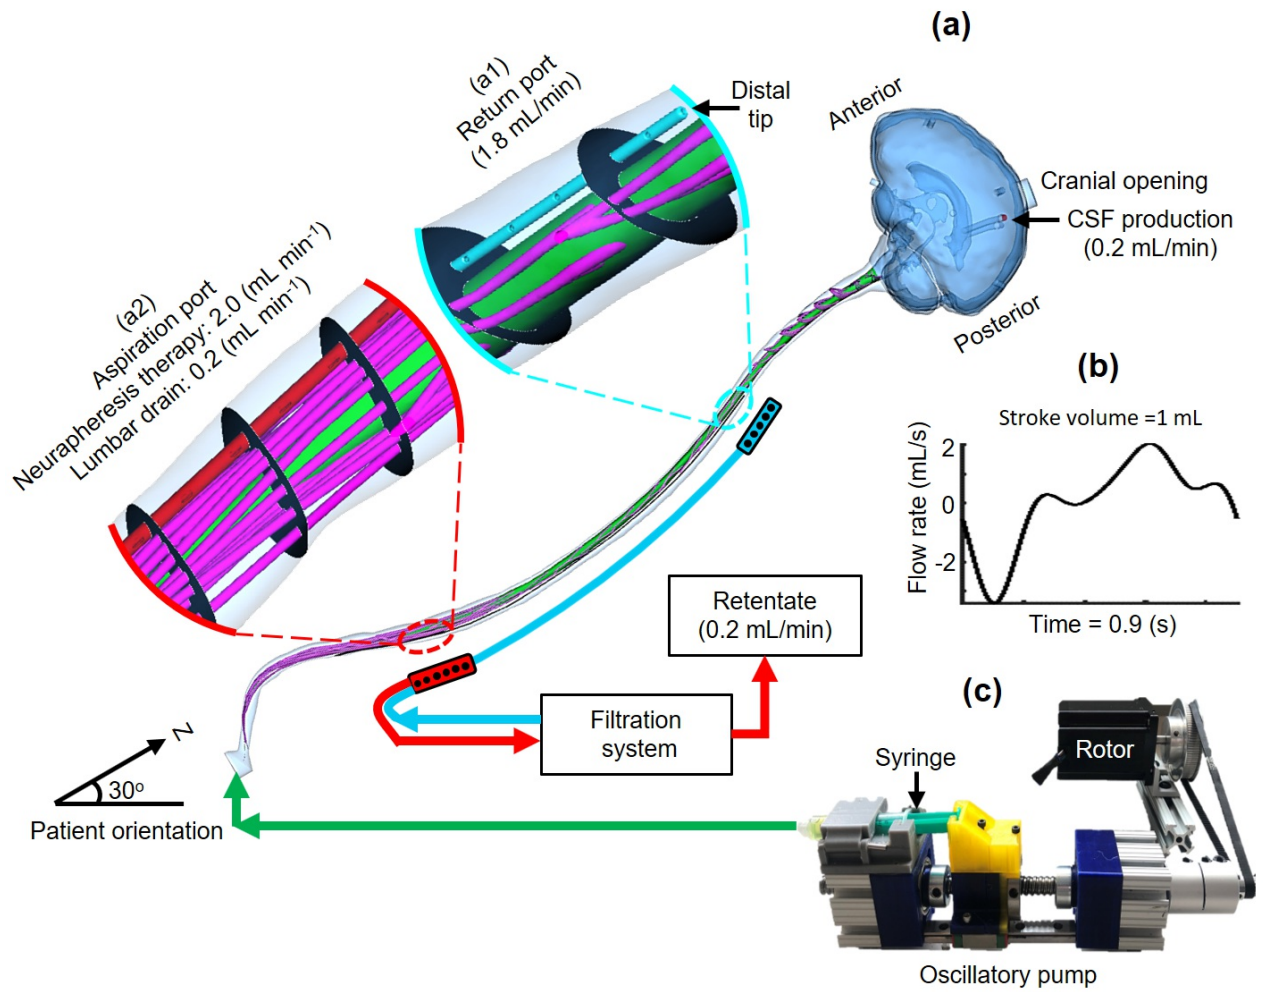 (a)
(a1)
Return port
(1.8 mL/min)
Distal
tip
Anterior
Cranial opening
CSF production
(0.2 mL/min)
Posterior
(a2)
Aspiration port
Neurapheresis therapy: 2.0 (mL min⁻¹)
Lumbar drain: 0.2 (mL min⁻¹)
(b)
Stroke volume =1 mL
Flow rate (mL/s)
2
0
-2
Time = 0.9 (s)
Retentate
(0.2 mL/min)
Filtration
system
N
30º
Patient orientation
(c)
Rotor
Syringe
Oscillatory pump